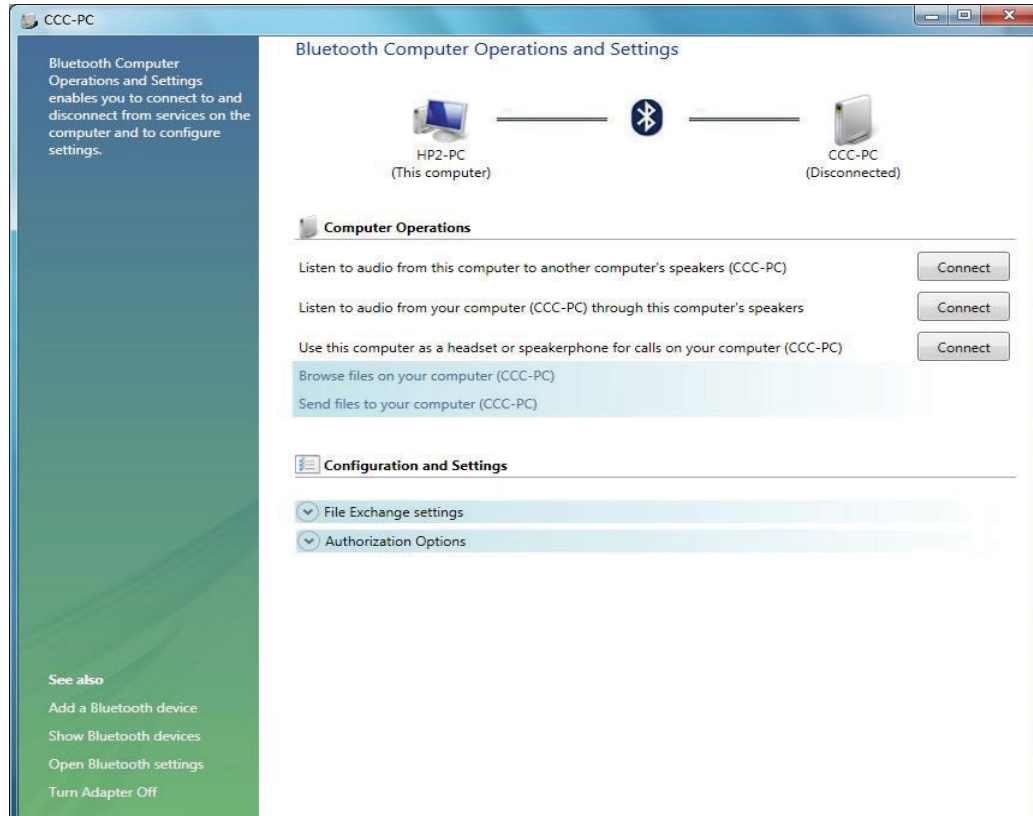 CCC-PC
Bluetooth Computer
Operations and Settings
enables you to connect to and
disconnect from services on the
computer and to configure
settings.
Bluetooth Computer Operations and Settings
HP2-PC
(This computer)
CCC-PC
(Disconnected)
Computer Operations
Listen to audio from this computer to another computer's speakers (CCC-PC)
Connect
Listen to audio from your computer (CCC-PC) through this computer's speakers
Connect
Use this computer as a headset or speakerphone for calls on your computer (CCC-PC)
Connect
Browse files on your computer (CCC-PC)
Send files to your computer (CCC-PC)
Configuration and Settings
File Exchange settings
Authorization Options
See also
Add a Bluetooth device
Show Bluetooth devices
Open Bluetooth settings
Turn Adapter Off